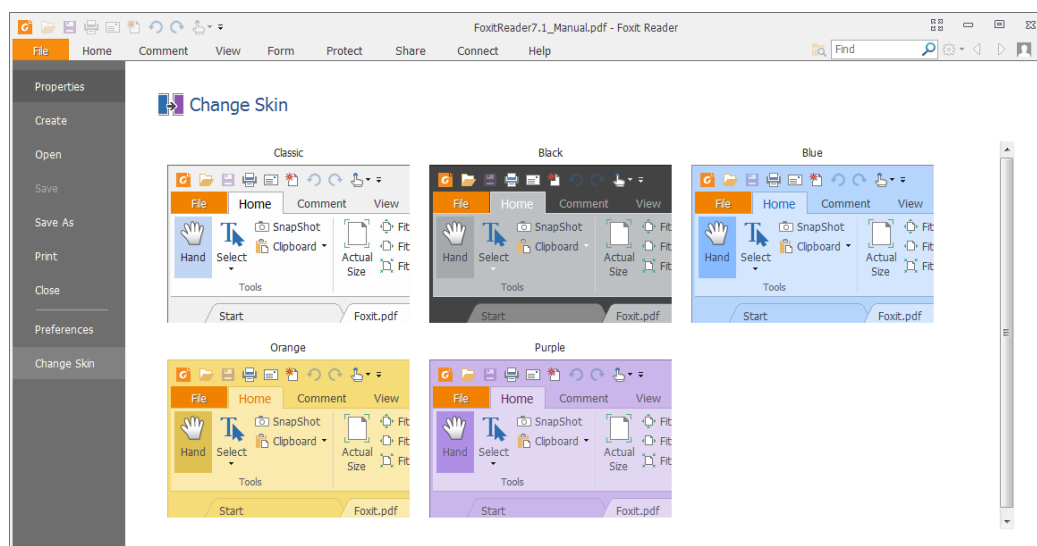 FoxitReader7.1_Manual.pdf - Foxit Reader
File Home Comment View Form Protect Share Connect Help Find
Properties
Create
Open
Save
Save As
Print
Close
Preferences
Change Skin
Change Skin
Classic
File Home Comment View
Hand Select SnapShot Clipboard Actual Size Fit Fit Fit
Tools
Start Foxit.pdf
Black
File Home Comment View
Hand Select SnapShot Clipboard Actual Size Fit Fit Fit
Tools
Start Foxit.pdf
Blue
File Home Comment View
Hand Select SnapShot Clipboard Actual Size Fit Fit Fit
Tools
Start Foxit.pdf
Orange
File Home Comment View
Hand Select SnapShot Clipboard Actual Size Fit Fit Fit
Tools
Start Foxit.pdf
Purple
File Home Comment View
Hand Select SnapShot Clipboard Actual Size Fit Fit Fit
Tools
Start Foxit.pdf